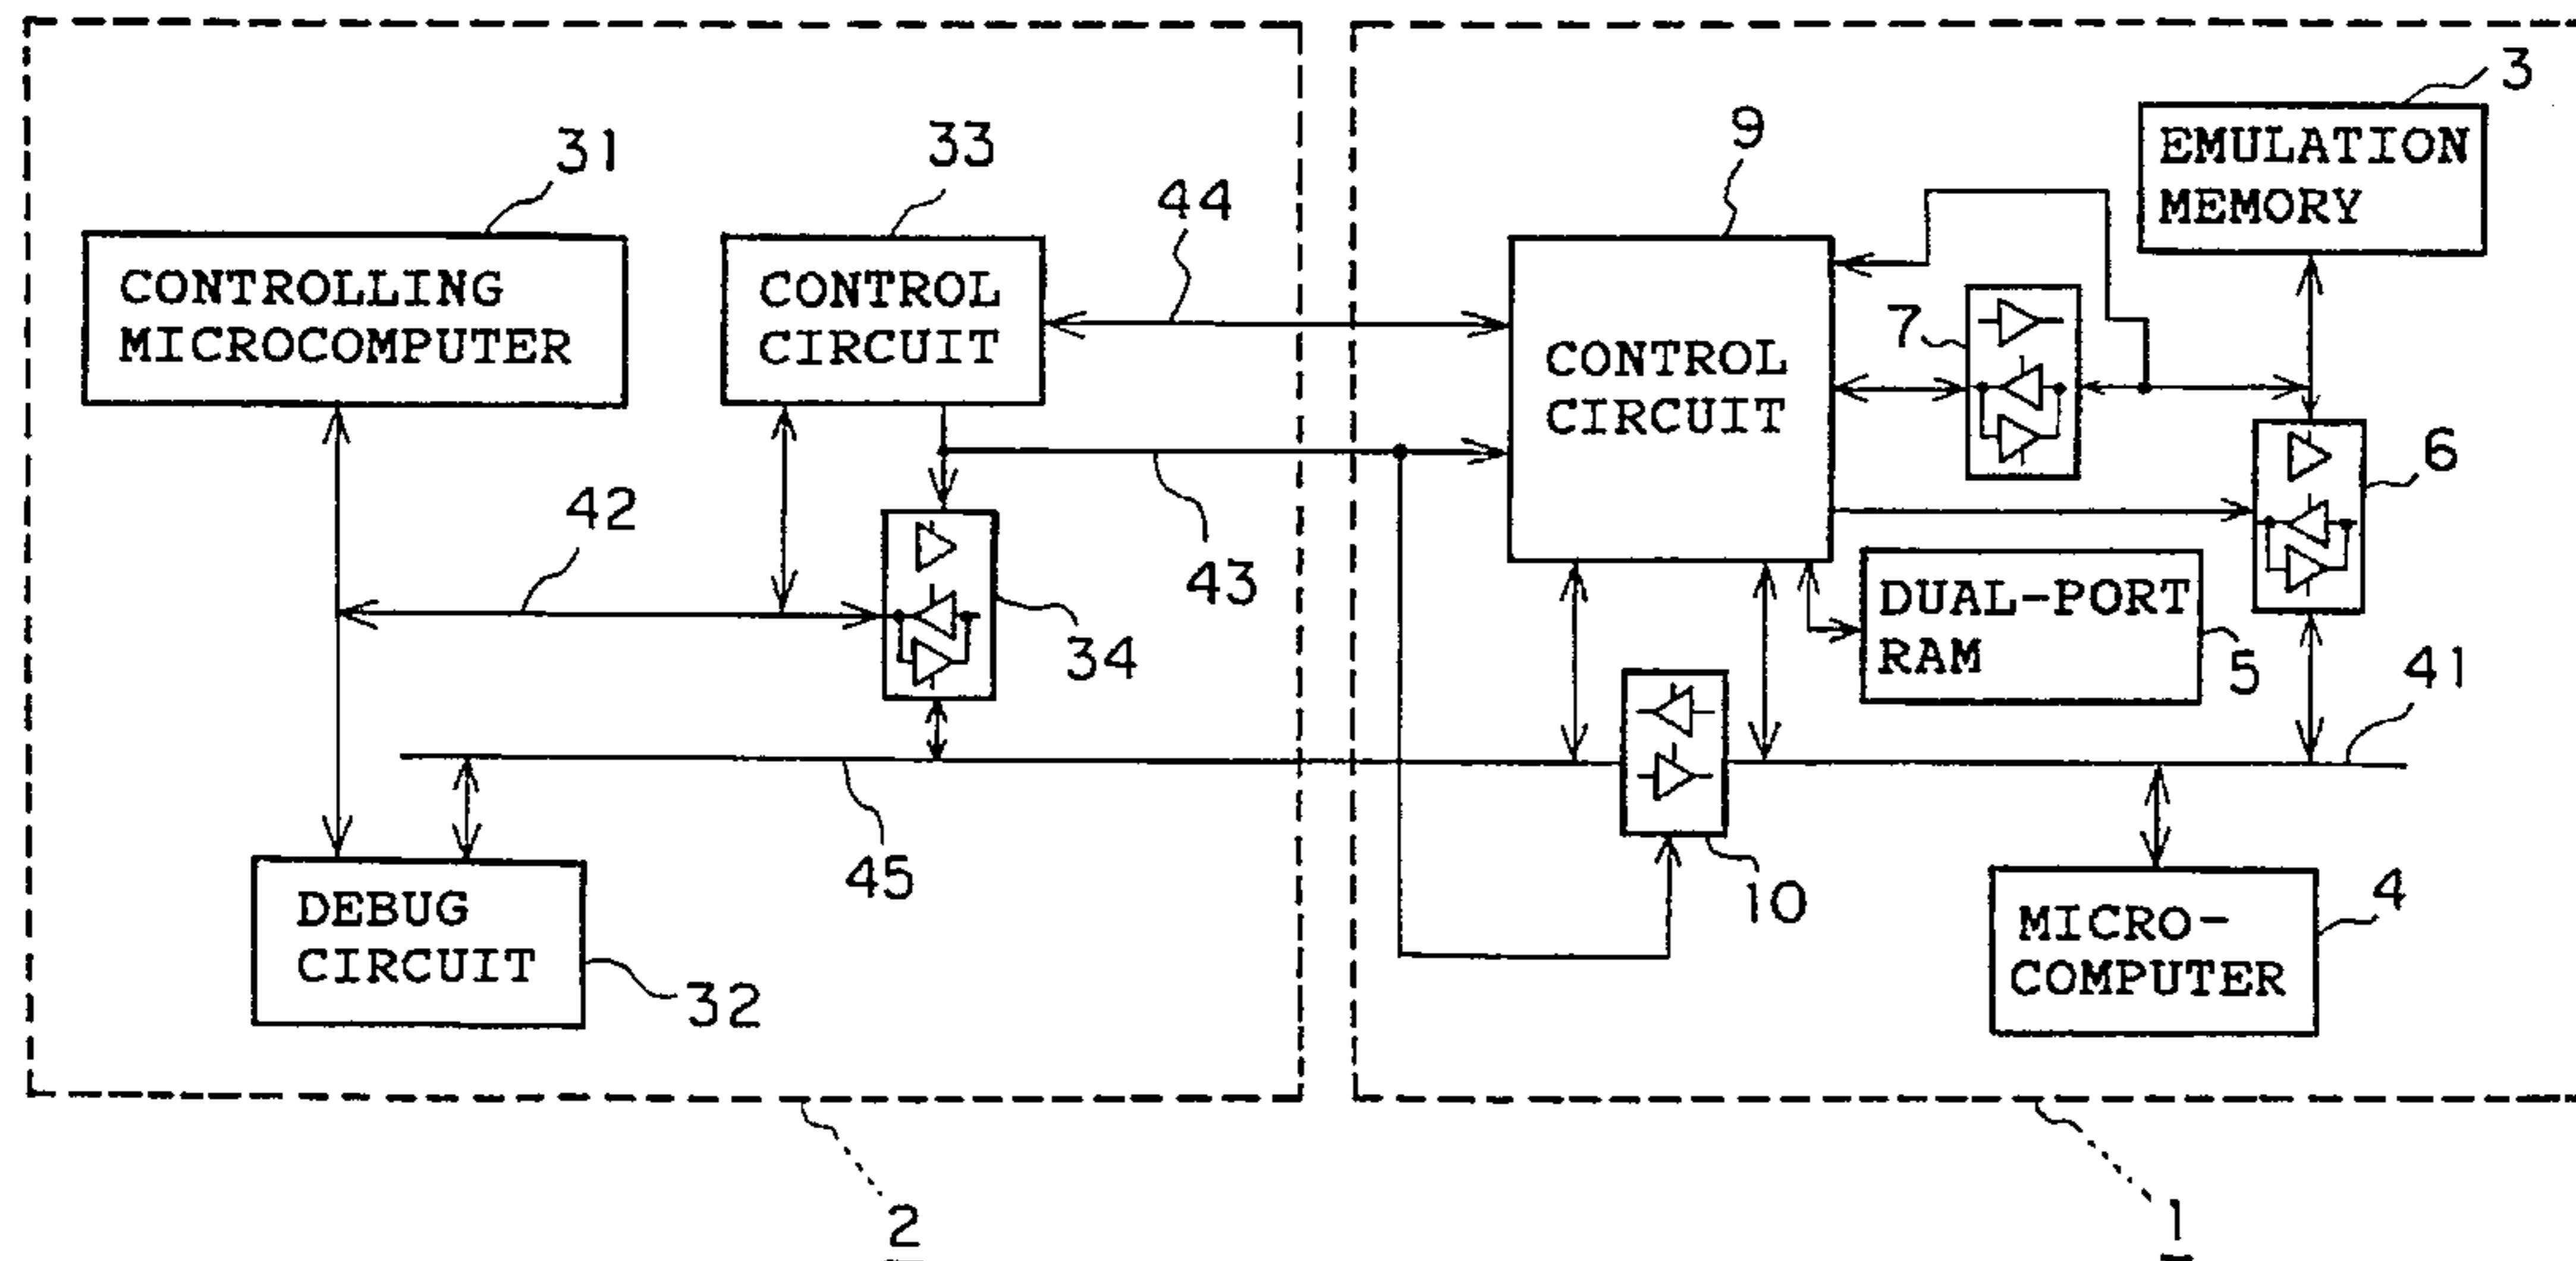 3
EMULATION
MEMORY
9
33
31
44
CONTROLLING
MICROCOMPUTER
CONTROL
CIRCUIT
CONTROL
CIRCUIT
7
6
42
43
34
DUAL-PORT
RAM
5
41
45
10
4
DEBUG
CIRCUIT
32
MICRO-
COMPUTER
2
1